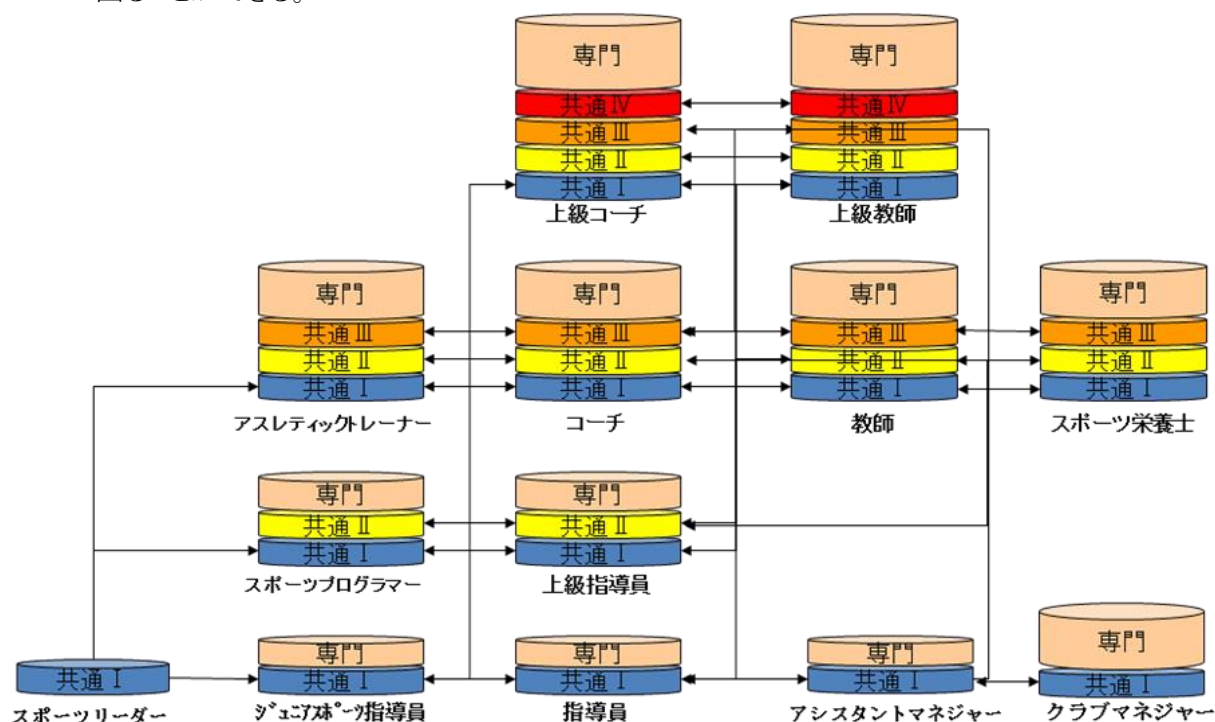 専門 専門
共通Ⅳ 共通Ⅳ
共通Ⅲ 共通Ⅲ
共通Ⅱ 共通Ⅱ
共通Ⅰ 共通Ⅰ
上級コーチ 上級教師
専門 専門 専門 専門
共通Ⅲ 共通Ⅲ 共通Ⅲ 共通Ⅲ
共通Ⅱ 共通Ⅱ 共通Ⅱ 共通Ⅱ
共通Ⅰ 共通Ⅰ 共通Ⅰ 共通Ⅰ
アスレティックトレーナー コーチ 教師 スポーツ栄養士
専門 専門
共通Ⅱ 共通Ⅱ
共通Ⅰ 共通Ⅰ
スポーツプログラマー 上級指導員
専門 専門 専門 専門
共通Ⅰ 共通Ⅰ 共通Ⅰ 共通Ⅰ 共通Ⅰ
スポーツリーダー ジュニアスポーツ指導員 指導員 アシスタントマネジャー クラブマネジャー